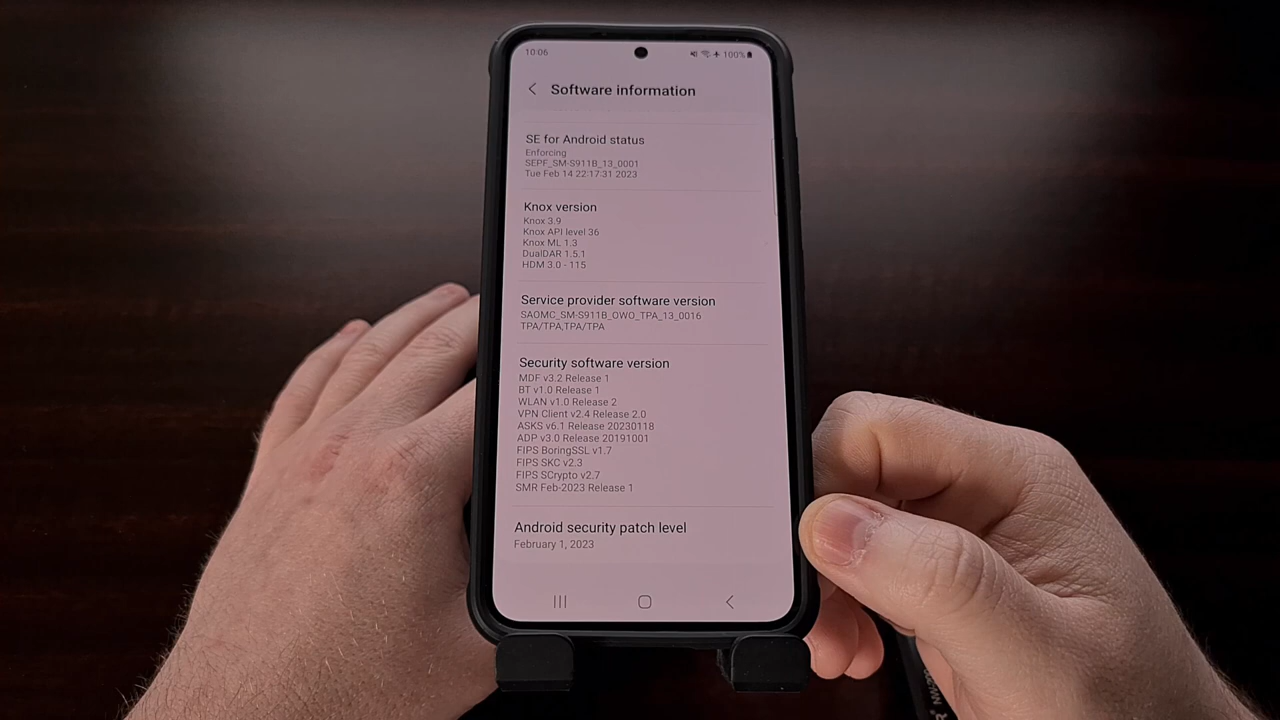 10:06
100%
Software information
SE for Android status
Enforcing
SEPF_SM-S911B_13_0001
Tue Feb 14 22:17:31 2023
Knox version
Knox 3.9
Knox API level 36
Knox ML 1.3
DualDAR 1.5.1
HDM 3.0 - 115
Service provider software version
SAOMC_SM-S911B_OWO_TPA_13_0016
TPA/TPA,TPA/TPA
Security software version
MDF v3.2 Release 1
BT v1.0 Release 1
WLAN v1.0 Release 2
VPN Client v2.4 Release 2.0
ASKS v6.1 Release 20230118
ADP v3.0 Release 20191001
FIPS BoringSSL v1.7
FIPS SKC v2.3
FIPS SCrypto v2.7
SMR Feb-2023 Release 1
Android security patch level
February 1, 2023